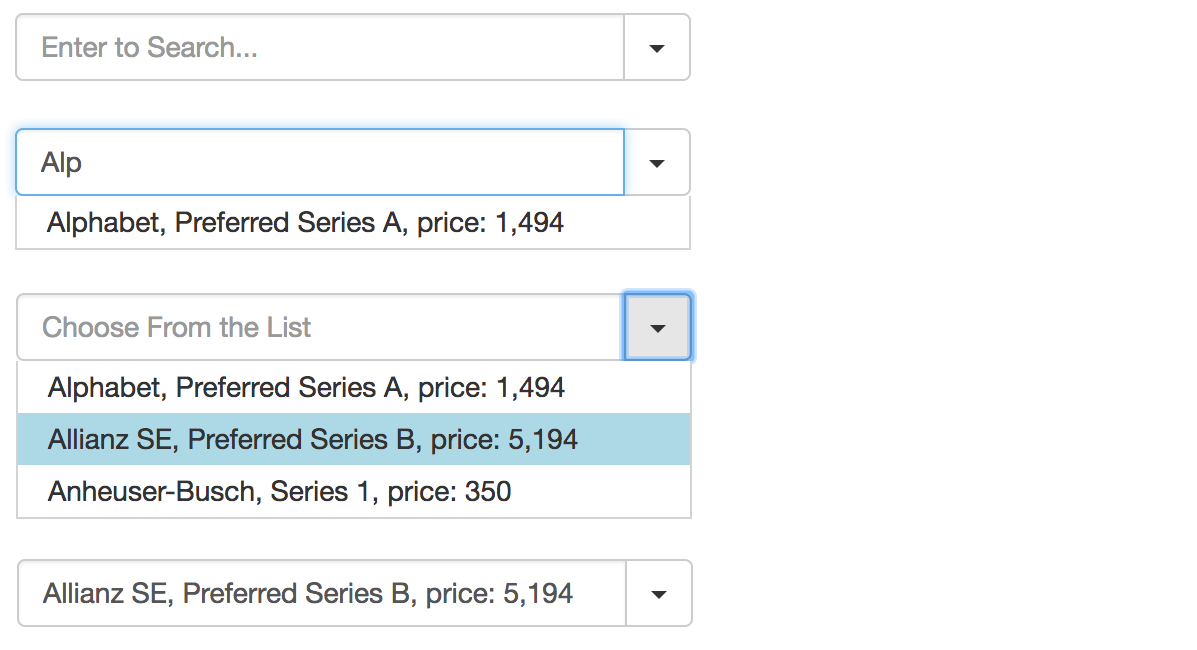 Enter to Search...
Alp
Alphabet, Preferred Series A, price: 1,494
Choose From the List
Alphabet, Preferred Series A, price: 1,494
Allianz SE, Preferred Series B, price: 5,194
Anheuser-Busch, Series 1, price: 350
Allianz SE, Preferred Series B, price: 5,194